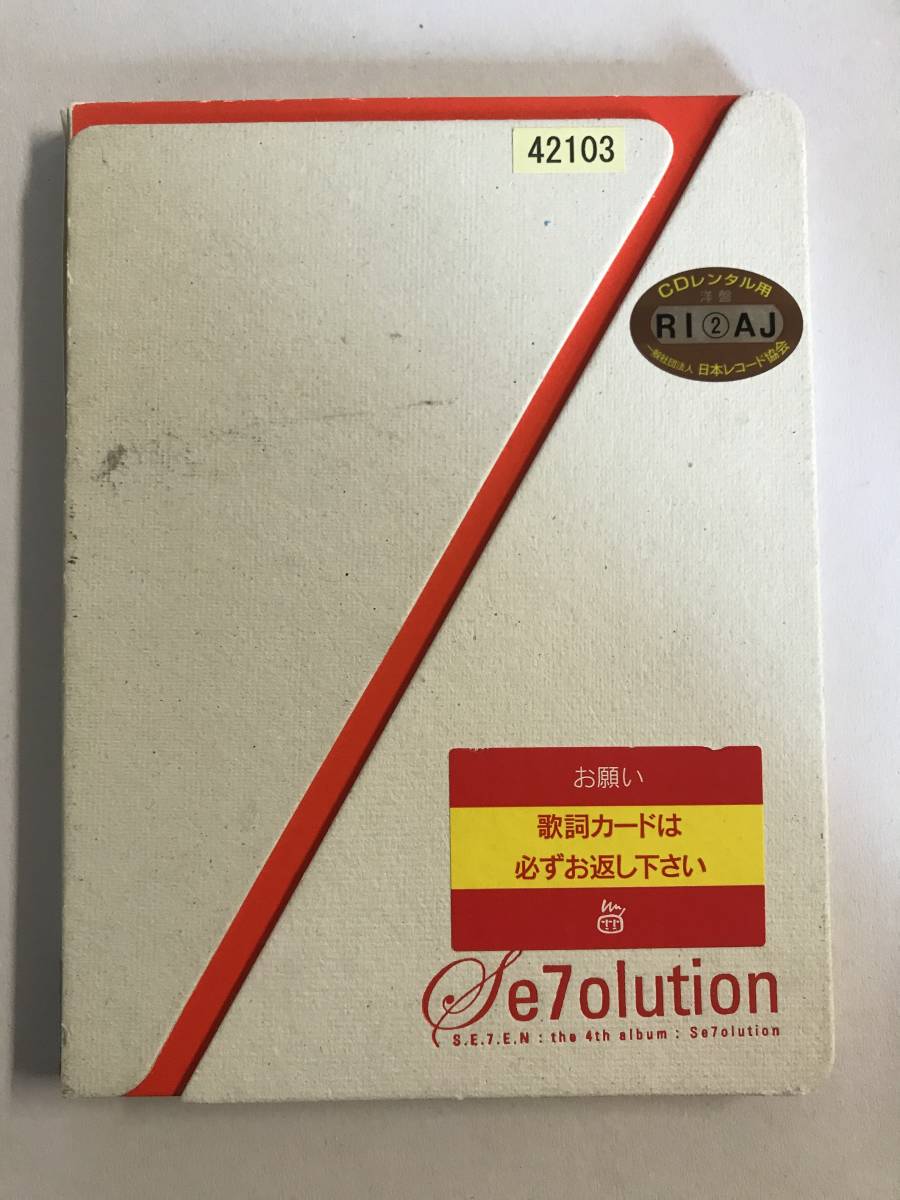 42103
CDレンタル用
洋盤
RI②AJ
一般社団法人 日本レコード協会
お願い
歌詞カードは
必ずお返し下さい
Se7olution
S.E.7.E.N : the 4th album : Se7olution